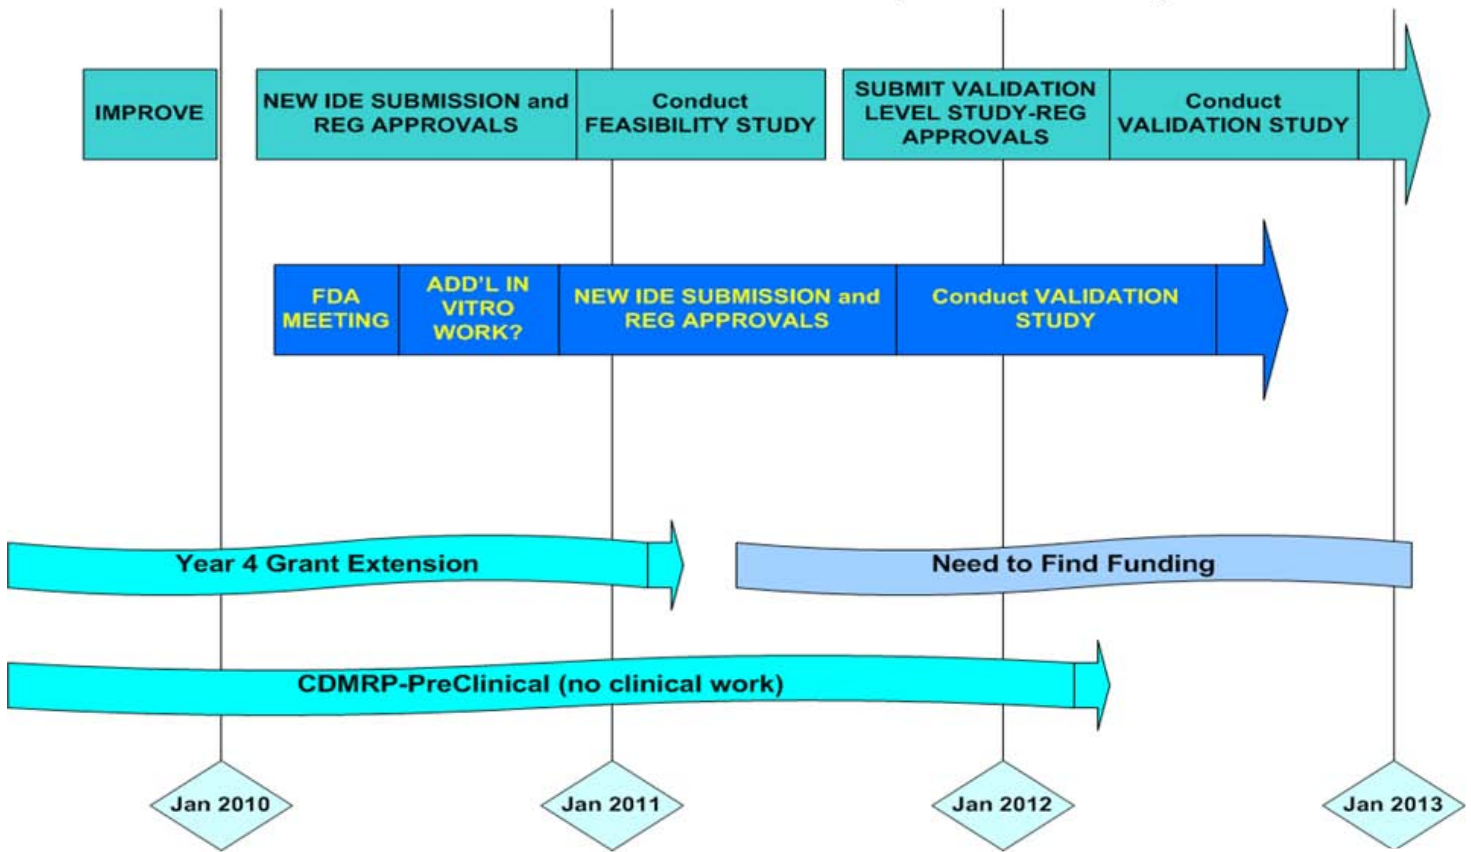 IMPROVE
NEW IDE SUBMISSION and
REG APPROVALS
Conduct
FEASIBILITY STUDY
SUBMIT VALIDATION
LEVEL STUDY-REG
APPROVALS
Conduct
VALIDATION STUDY
FDA
MEETING
ADD'L IN
VITRO
WORK?
NEW IDE SUBMISSION and
REG APPROVALS
Conduct VALIDATION
STUDY
Year 4 Grant Extension
Need to Find Funding
CDMRP-PreClinical (no clinical work)
Jan 2010
Jan 2011
Jan 2012
Jan 2013